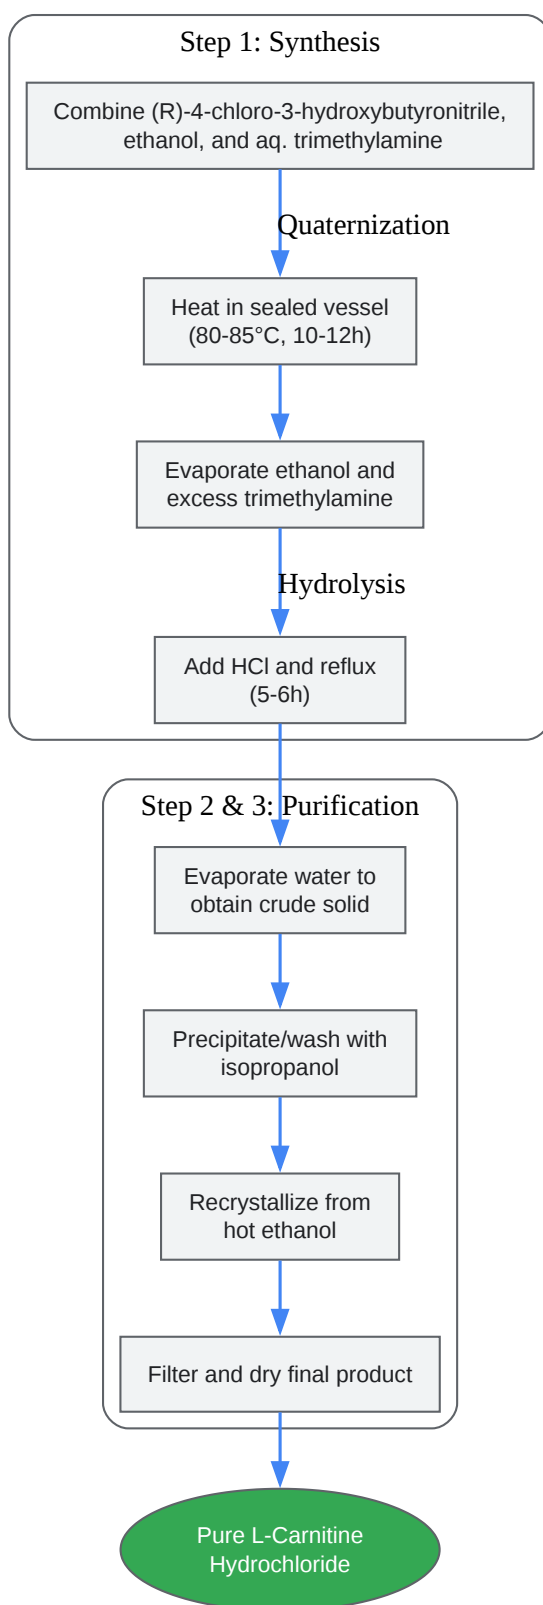 Step 1: Synthesis
Combine (R)-4-chloro-3-hydroxybutyronitrile,
ethanol, and aq. trimethylamine
Quaternization
Heat in sealed vessel
(80-85°C, 10-12h)
Evaporate ethanol and
excess trimethylamine
Hydrolysis
Add HCl and reflux
(5-6h)
Step 2 & 3: Purification
Evaporate water to
obtain crude solid
Precipitate/wash with
isopropanol
Recrystallize from
hot ethanol
Filter and dry final product
Pure L-Carnitine
Hydrochloride